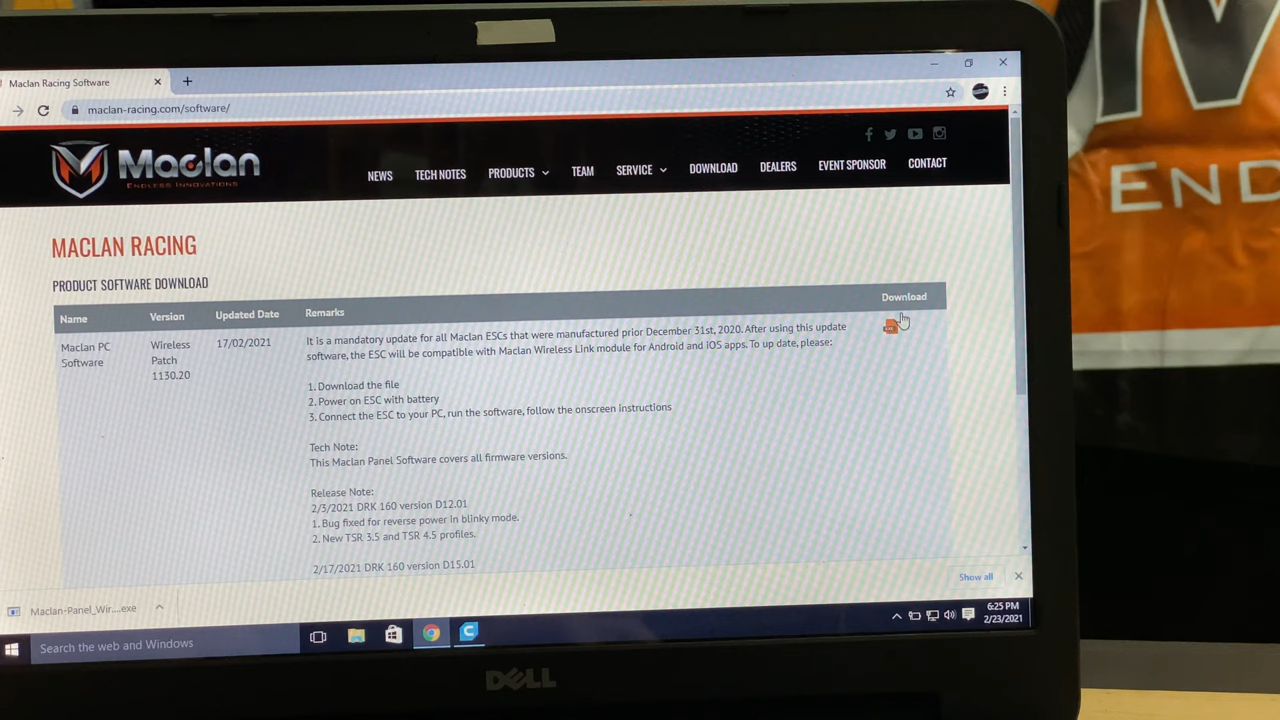 Maclan Racing Software
maclan-racing.com/software/
Maclan
ENDLESS INNOVATIONS
NEWS TECH NOTES PRODUCTS TEAM SERVICE DOWNLOAD DEALERS EVENT SPONSOR CONTACT
MACLAN RACING
PRODUCT SOFTWARE DOWNLOAD
Name Version Updated Date Remarks Download
Maclan PC
Software
Wireless
Patch
1130.20
17/02/2021
It is a mandatory update for all Maclan ESCs that were manufactured prior December 31st, 2020. After using this update
software, the ESC will be compatible with Maclan Wireless Link module for Android and iOS apps. To up date, please:
1. Download the file
2. Power on ESC with battery
3. Connect the ESC to your PC, run the software, follow the onscreen instructions
Tech Note:
This Maclan Panel Software covers all firmware versions.
Release Note:
2/3/2021 DRK 160 version D12.01
1. Bug fixed for reverse power in blinky mode.
2. New TSR 3.5 and TSR 4.5 profiles.
2/17/2021 DRK 160 version D15.01
Maclan-Panel_Wir....exe
Show all
Search the web and Windows
6:25 PM
2/23/2021
DELL
END